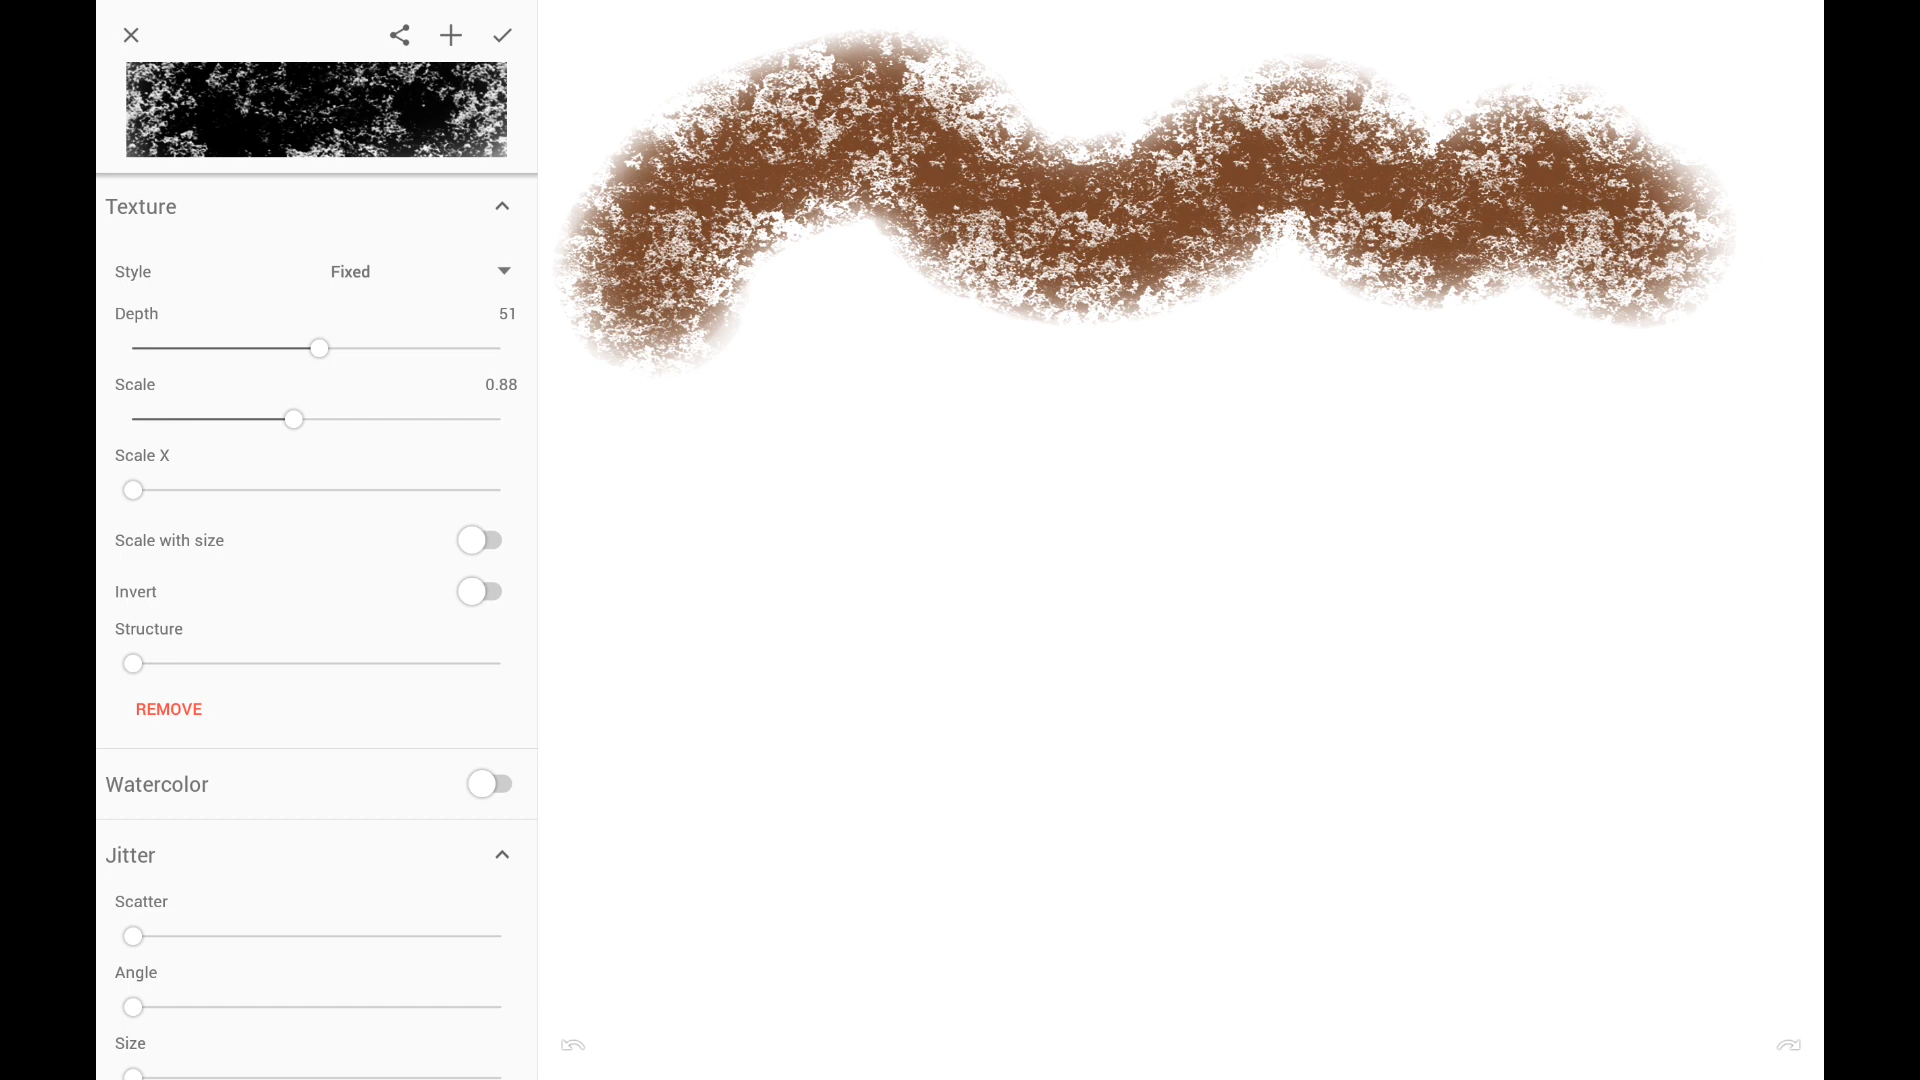 Texture
Style Fixed
Depth 51
Scale 0.88
Scale X
Scale with size
Invert
Structure
REMOVE
Watercolor
Jitter
Scatter
Angle
Size